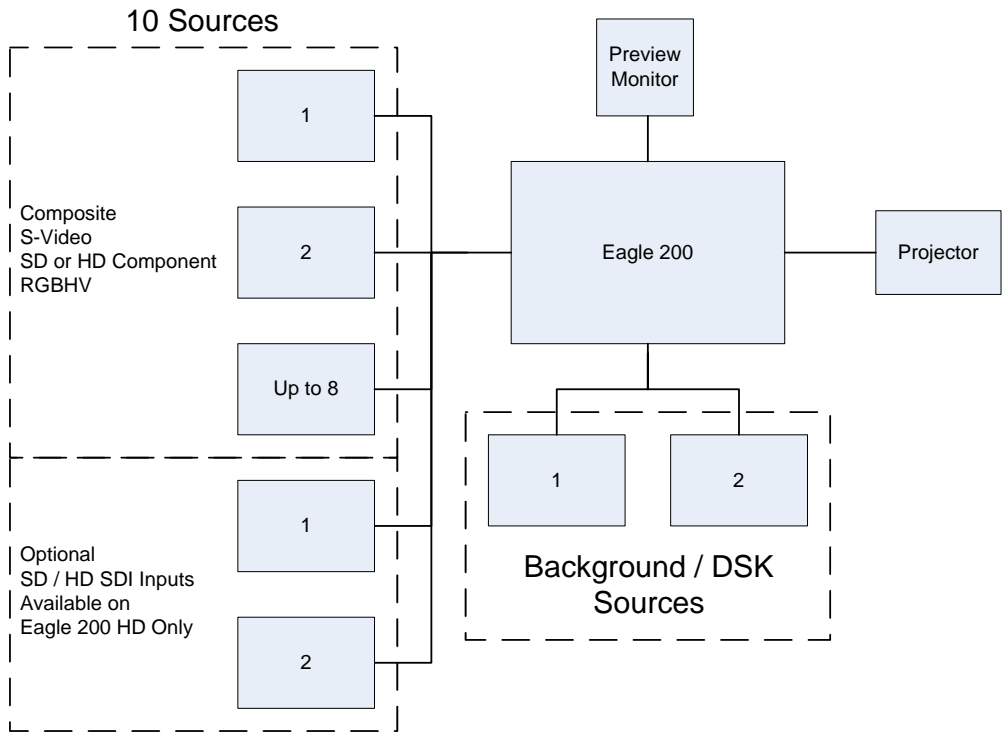 10 Sources
1
2
Up to 8
Composite
S-Video
SD or HD Component
RGBHV
1
2
Optional
SD / HD SDI Inputs
Available on
Eagle 200 HD Only
Preview
Monitor
Eagle 200
Projector
1
2
Background / DSK
Sources